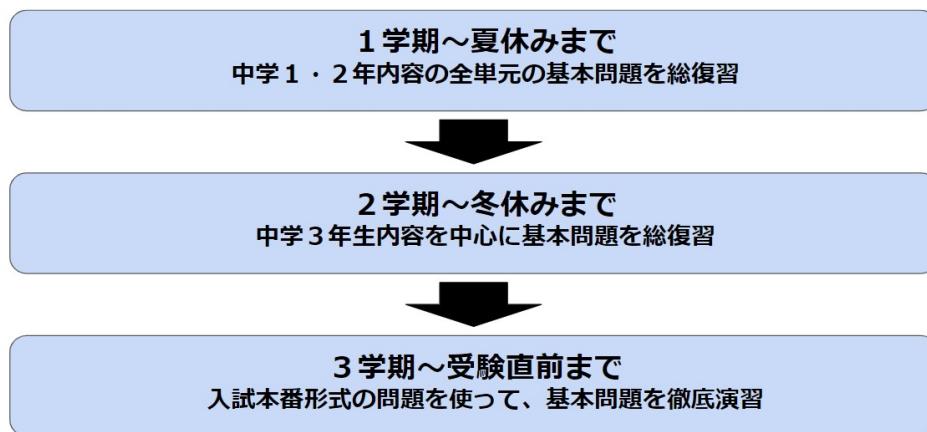 １学期～夏休みまで
中学１・２年内容の全単元の基本問題を総復習
２学期～冬休みまで
中学３年生内容を中心に基本問題を総復習
３学期～受験直前まで
入試本番形式の問題を使って、基本問題を徹底演習